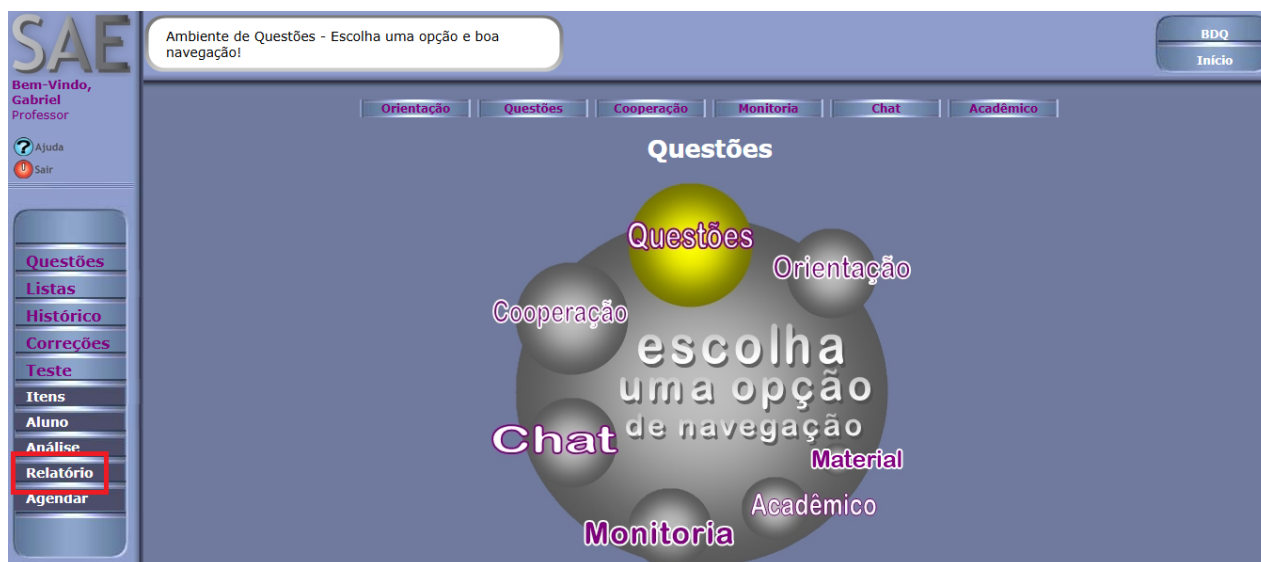 SAE
Bem-Vindo,
Gabriel
Professor
Ajuda
Sair
Questões
Listas
Histórico
Correções
Teste
Itens
Aluno
Análise
Relatório
Agendar
Ambiente de Questões - Escolha uma opção e boa
navegação!
BDQ
Início
Orientação
Questões
Cooperação
Monitoria
Chat
Acadêmico
Questões
Questões
Orientação
Cooperação
escolha
uma opção
de navegação
Chat
Material
Acadêmico
Monitoria